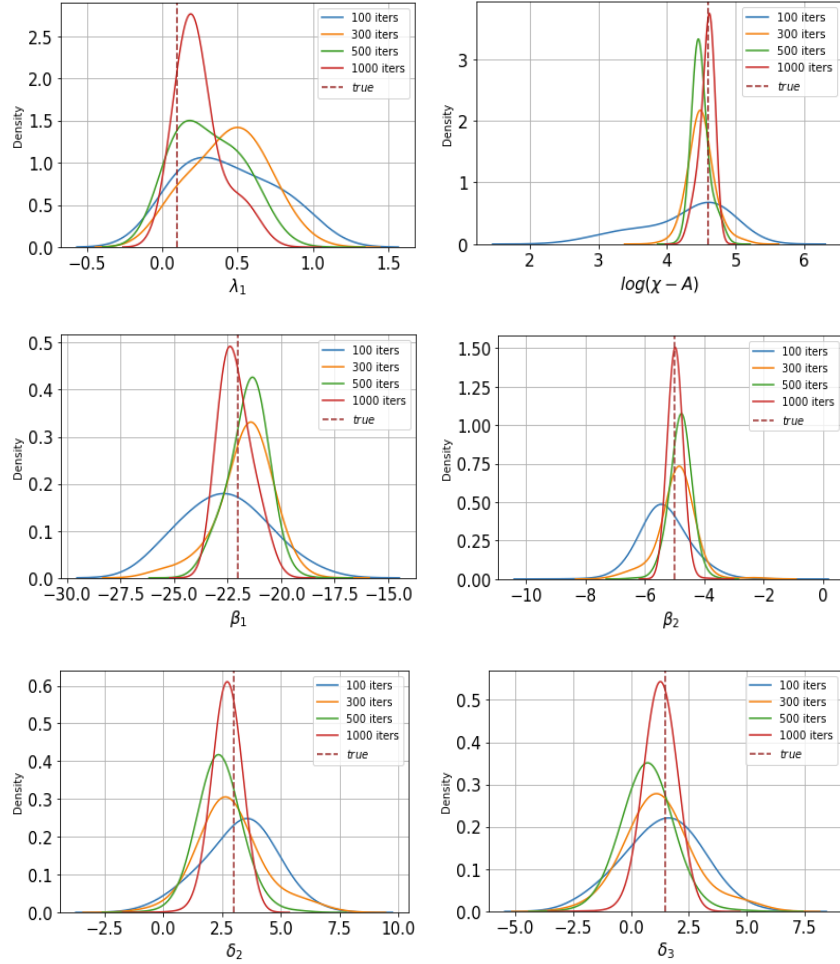 2.5
2.0
1.5
1.0
0.5
0.0
Density
−0.5 0.0 0.5 1.0 1.5
λ₁
100 iters
300 iters
500 iters
1000 iters
true
3
2
1
0
Density
2 3 4 5 6
log(χ − A)
100 iters
300 iters
500 iters
1000 iters
true
0.5
0.4
0.3
0.2
0.1
0.0
Density
−30.0 −27.5 −25.0 −22.5 −20.0 −17.5 −15.0
β₁
100 iters
300 iters
500 iters
1000 iters
true
1.50
1.25
1.00
0.75
0.50
0.25
0.00
Density
−10 −8 −6 −4 −2 0
β₂
100 iters
300 iters
500 iters
1000 iters
true
0.6
0.5
0.4
0.3
0.2
0.1
0.0
Density
−2.5 0.0 2.5 5.0 7.5 10.0
δ₂
100 iters
300 iters
500 iters
1000 iters
true
0.5
0.4
0.3
0.2
0.1
0.0
Density
−5.0 −2.5 0.0 2.5 5.0 7.5
δ₃
100 iters
300 iters
500 iters
1000 iters
true